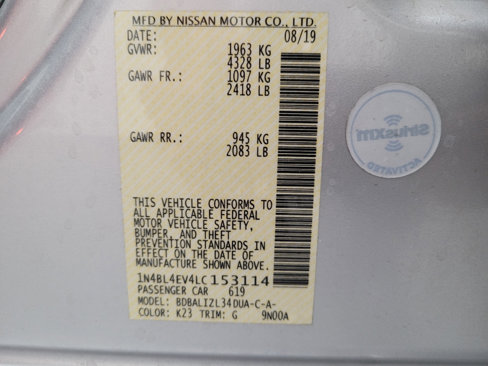 MFD BY NISSAN MOTOR CO., LTD.
DATE: 08/19
GVWR: 1963 KG
4328 LB
GAWR FR.: 1097 KG
2418 LB
GAWR RR.: 945 KG
2083 LB
THIS VEHICLE CONFORMS TO
ALL APPLICABLE FEDERAL
MOTOR VEHICLE SAFETY,
BUMPER, AND THEFT
PREVENTION STANDARDS IN
EFFECT ON THE DATE OF
MANUFACTURE SHOWN ABOVE.
1N4BL4EV4LC153114
PASSENGER CAR 619
MODEL: BDBALIZL34DUA-C-A-
COLOR: K23 TRIM: G 9N00A
SiriusXM
ACTIVATED